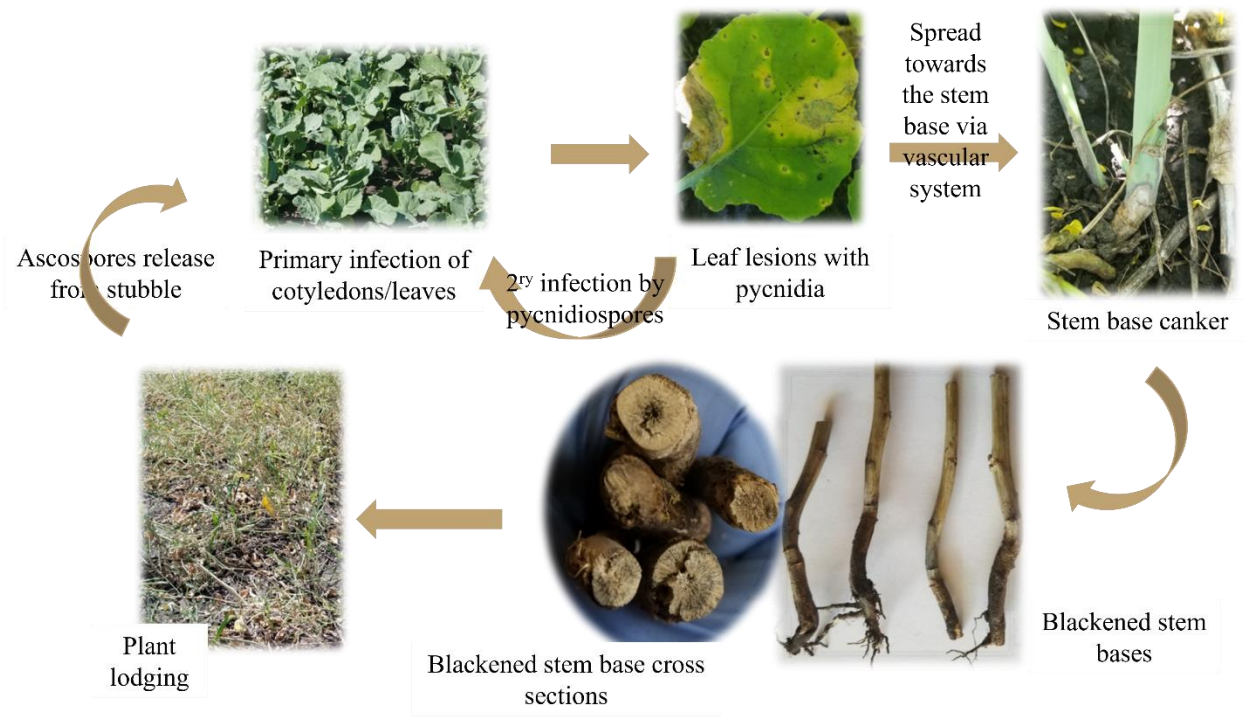 Spread
towards
the stem
base via
vascular
system
Ascospores release
from stubble
Primary infection of
cotyledons/leaves
2ry infection by
pycnidiospores
Leaf lesions with
pycnidia
Stem base canker
Plant
lodging
Blackened stem base cross
sections
Blackened stem
bases